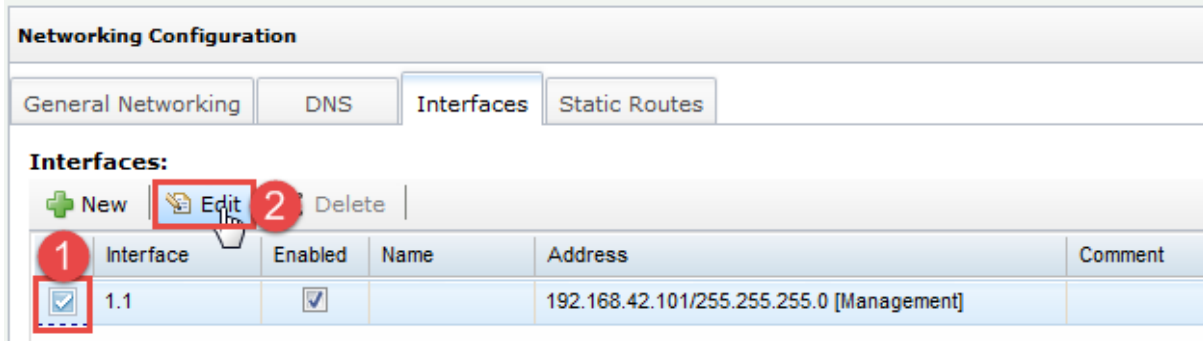 Networking Configuration
General Networking DNS Interfaces Static Routes
Interfaces:
New Edit 2 Delete
1 Interface Enabled Name Address Comment
1.1 192.168.42.101/255.255.255.0 [Management]